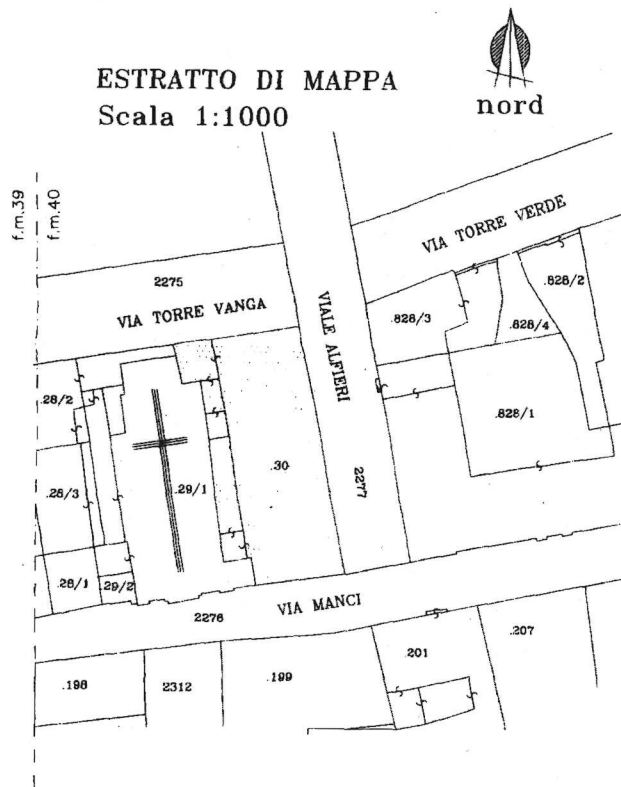 ESTRATTO DI MAPPA
Scala 1:1000
nord
f.m.39
f.m.40
VIA TORRE VERDE
2275
VIA TORRE VANGA
VIALE ALFIERI
.828/2
.828/3
.828/4
.28/2
.828/1
.30
2277
.28/3
.29/1
.28/1
.29/2
2276
VIA MANCI
.207
.201
.199
.198
2312